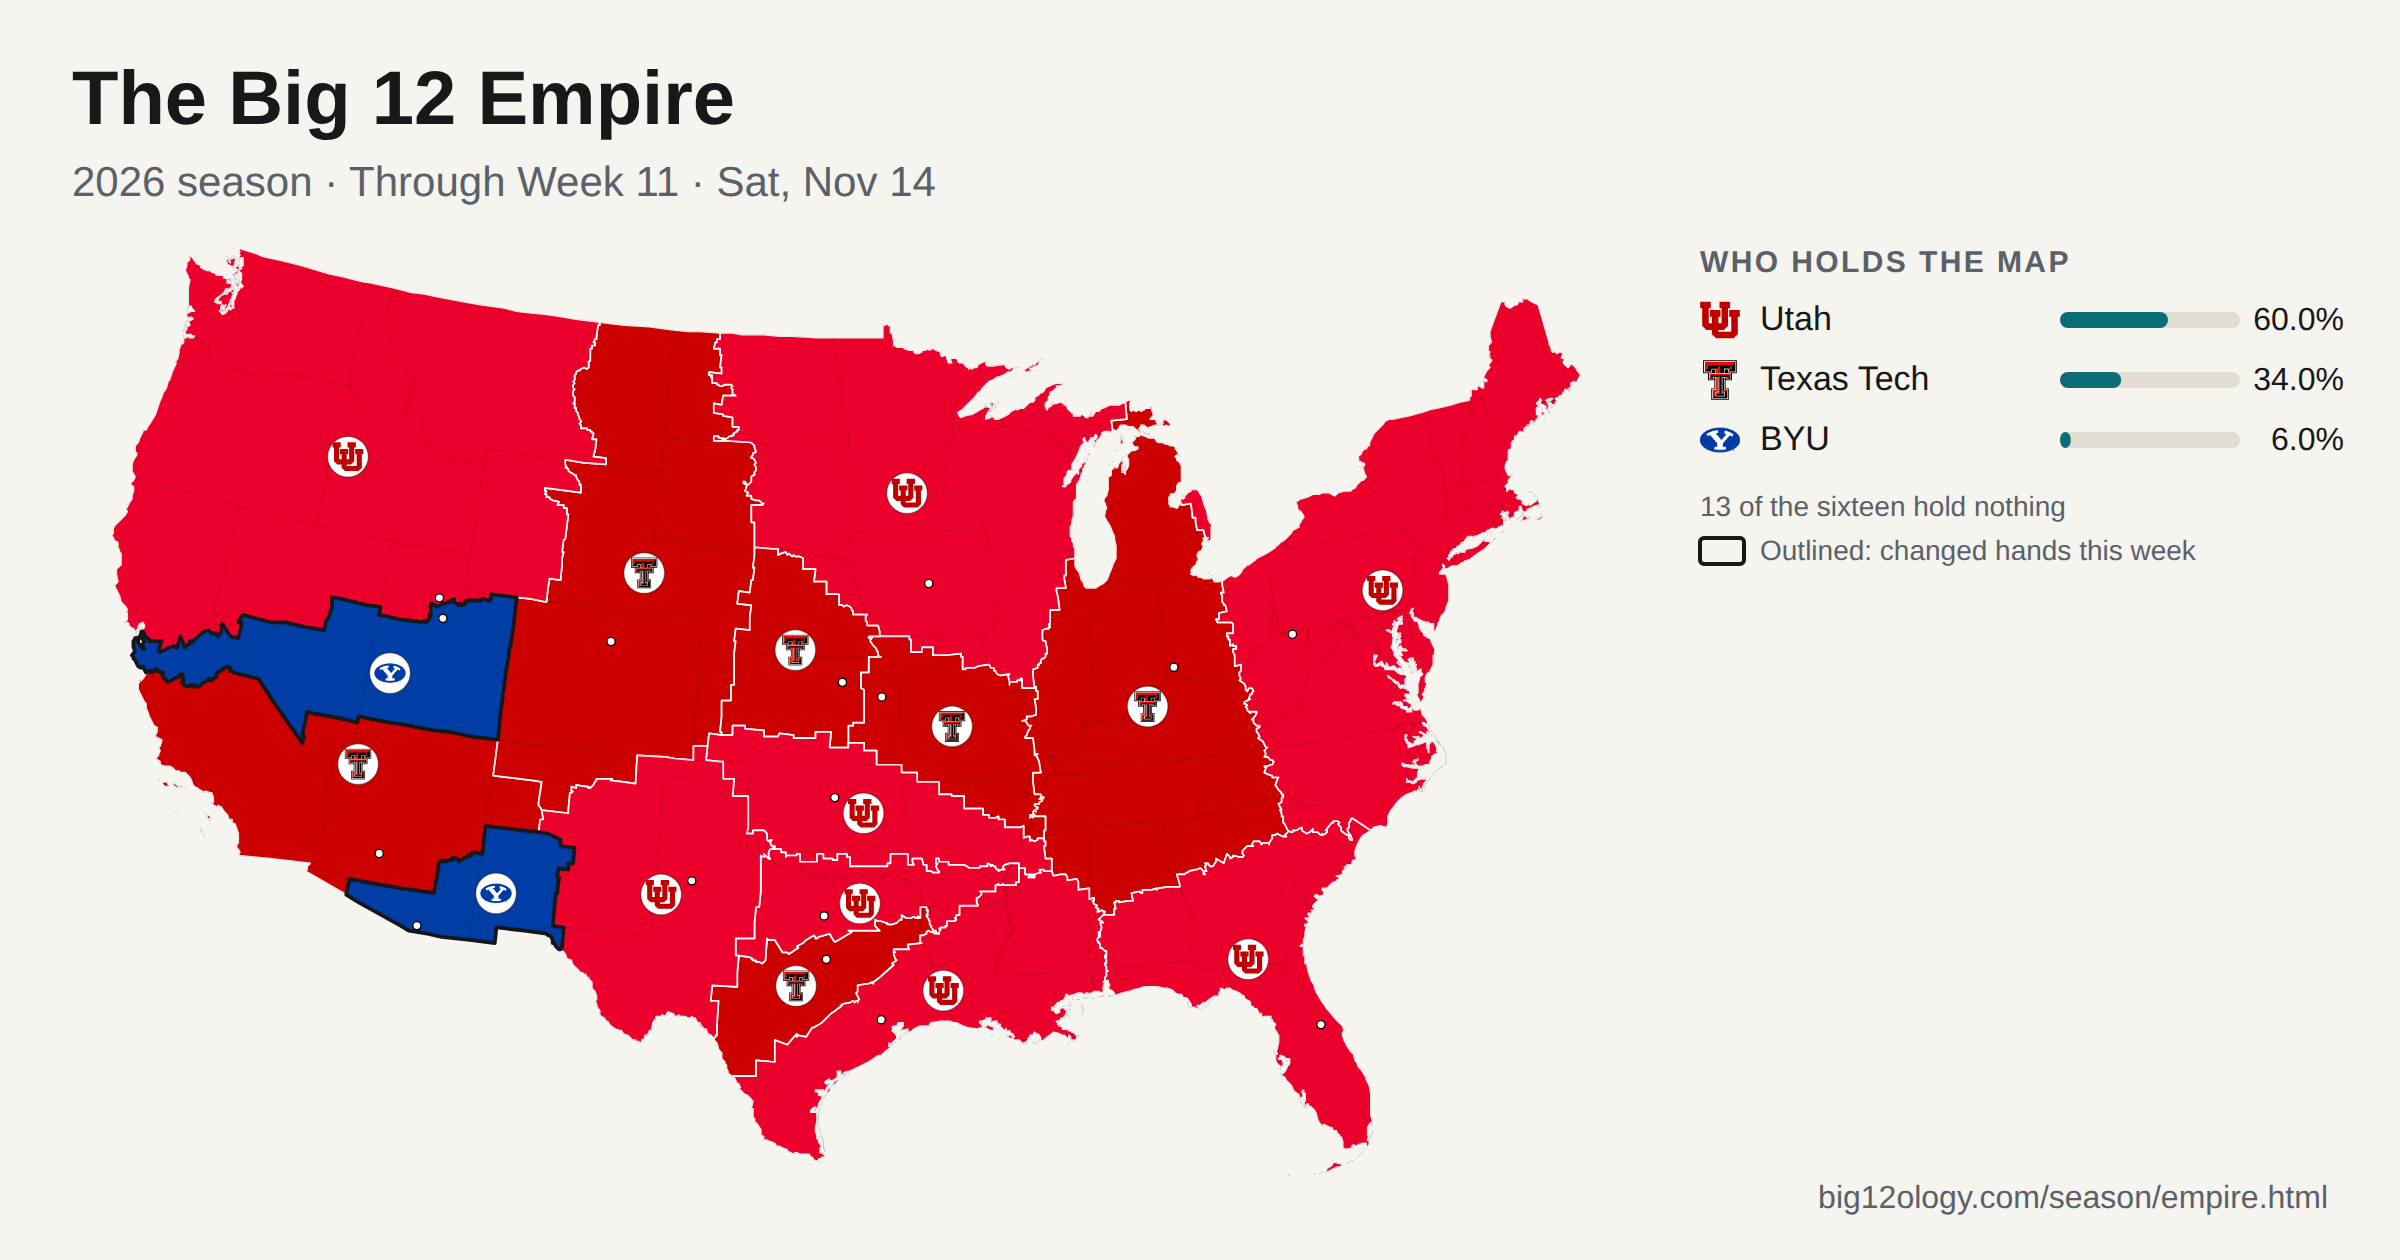 The Big 12 Empire
2026 season · Through Week 11 · Sat, Nov 14
WHO HOLDS THE MAP
Utah 60.0%
Texas Tech 34.0%
BYU 6.0%
13 of the sixteen hold nothing
Outlined: changed hands this week
big12ology.com/season/empire.html